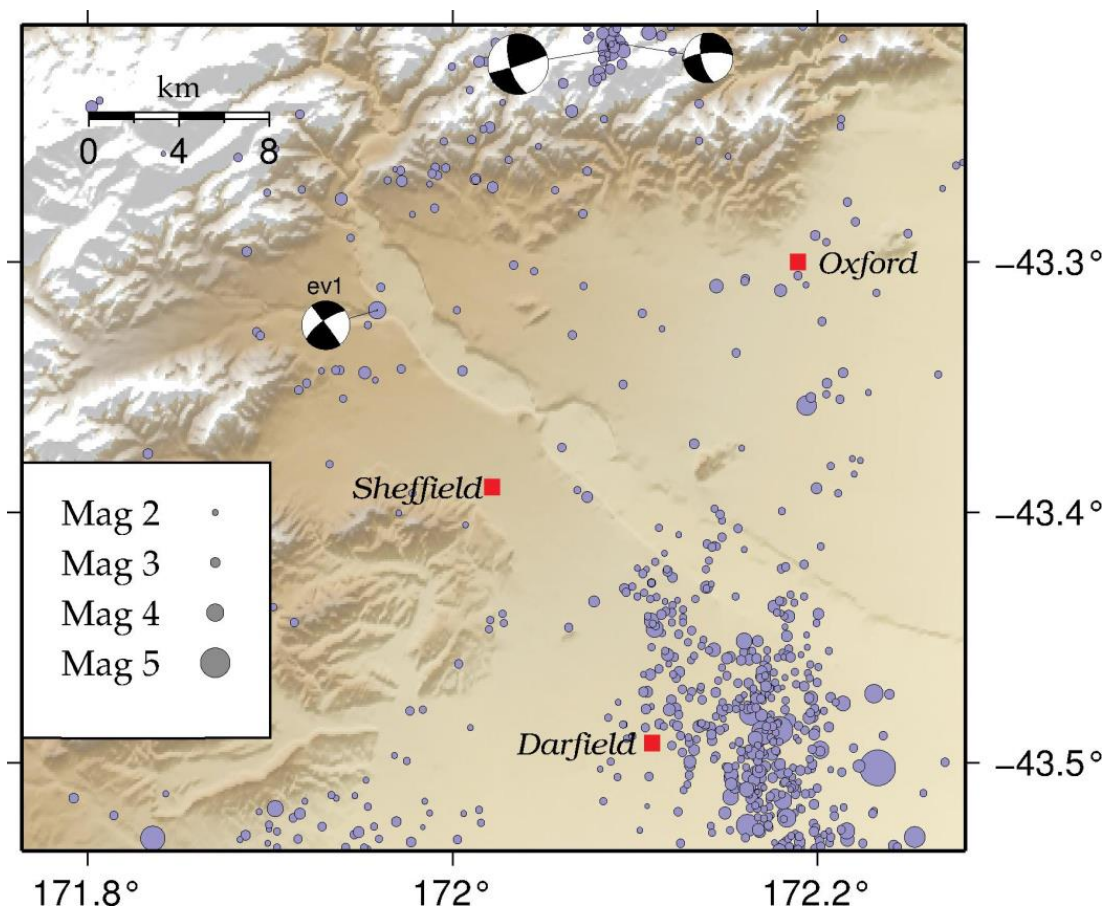 km
0 4 8
ev1
Oxford
-43.3°
Sheffield
Mag 2
Mag 3
Mag 4
Mag 5
-43.4°
Darfield
-43.5°
171.8° 172° 172.2°